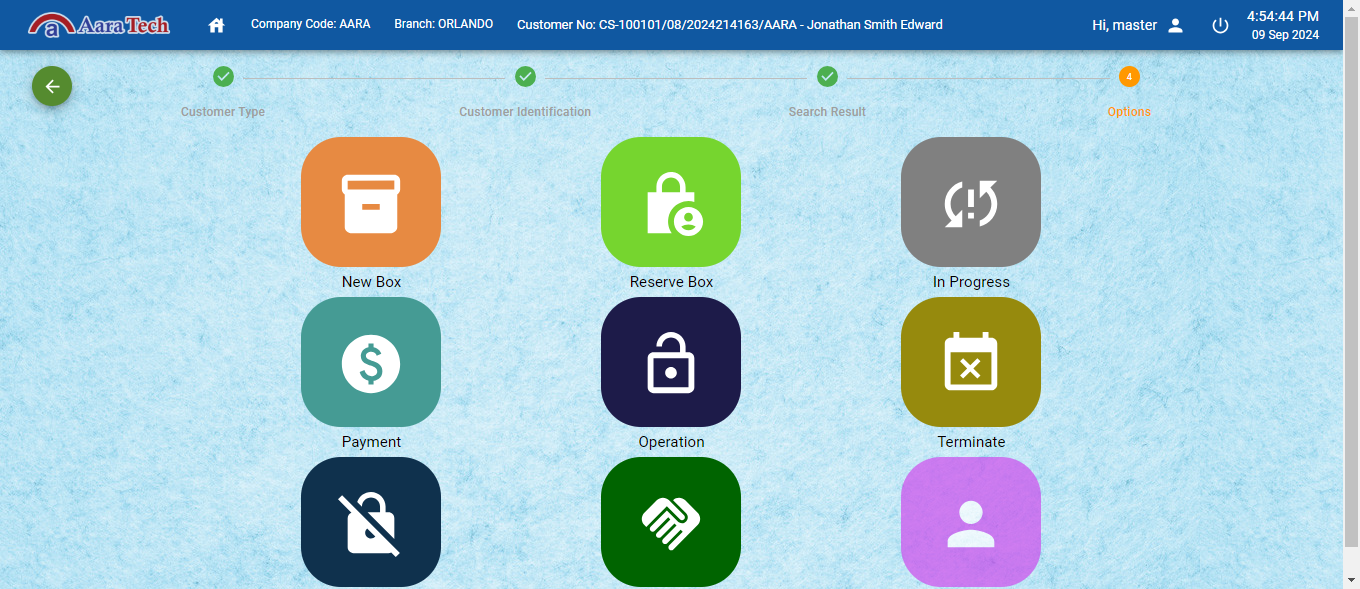 AaraTech
Company Code: AARA
Branch: ORLANDO
Customer No: CS-100101/08/2024214163/AARA - Jonathan Smith Edward
Hi, master
4:54:44 PM
09 Sep 2024
Customer Type
Customer Identification
Search Result
4
Options
New Box
Reserve Box
In Progress
Payment
Operation
Terminate